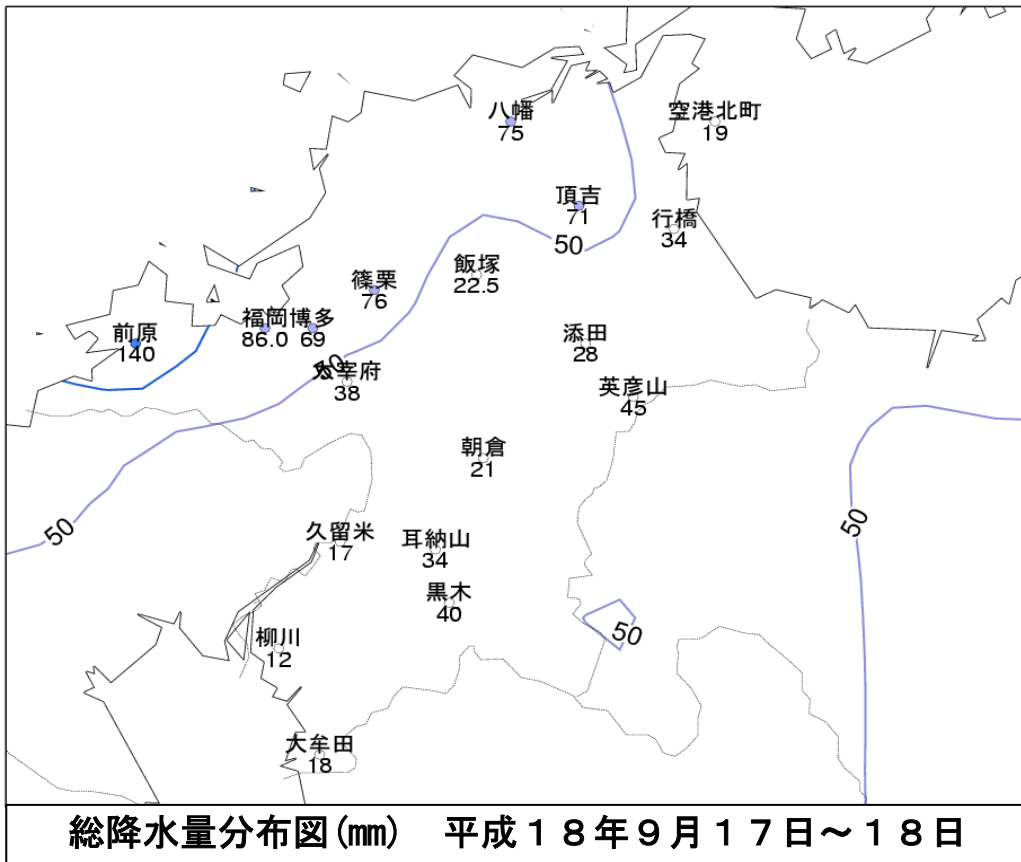 八幡
75
空港北町
19
頂吉
71
行橋
34
50
飯塚
22.5
篠栗
76
福岡博多
86.0 69
前原
140
添田
28
50
太宰府
38
英彦山
45
朝倉
21
50
50
久留米
17
耳納山
34
黒木
40
50
柳川
12
大牟田
18
総降水量分布図(mm) 平成18年9月17日~18日